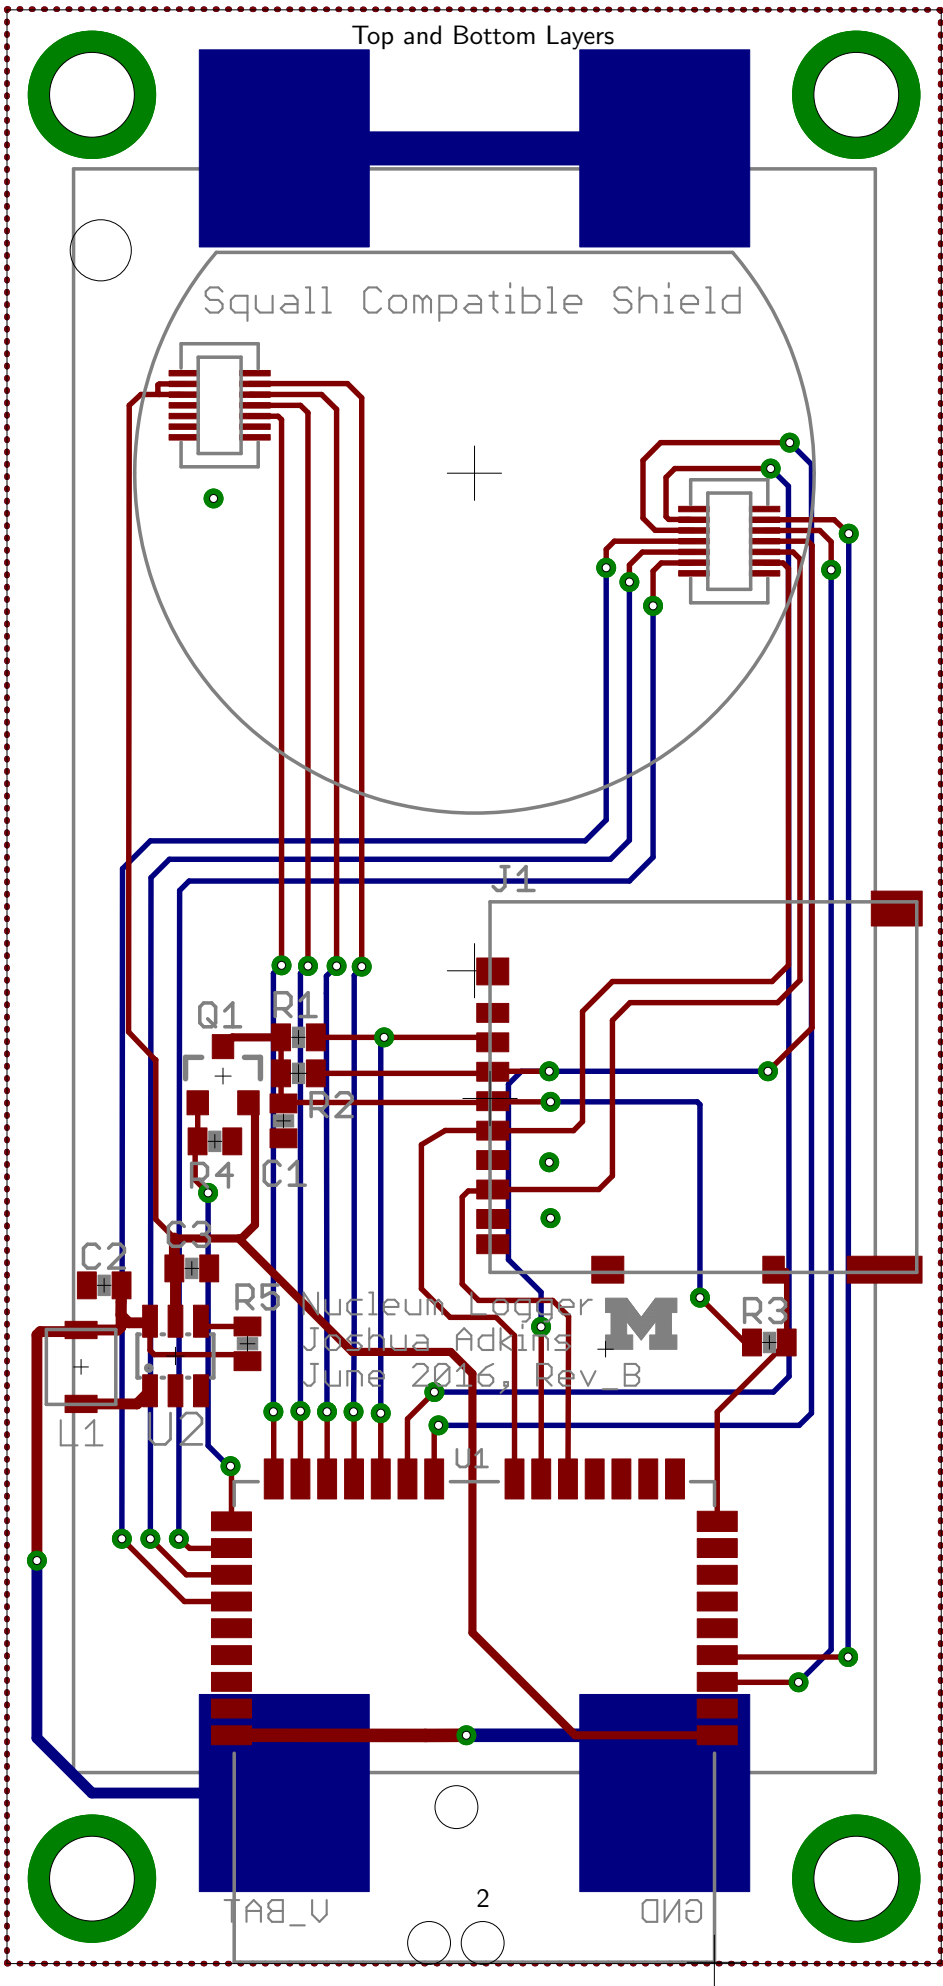 Top and Bottom Layers
Squall Compatible Shield
J1
Q1
R1
R2
R4
C1
C3
C2
R5
Nucleum Logger
Joshua Adkins
June 2016, Rev_B
M
R3
L1
U2
U1
V_BAT
2
GND